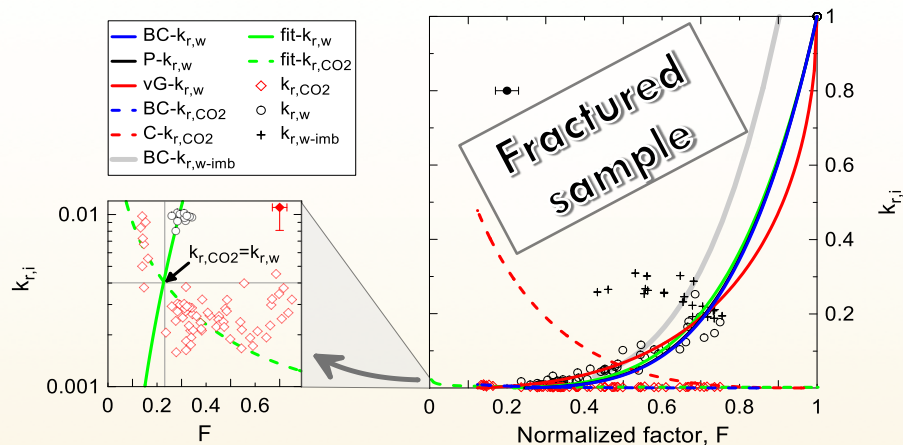 BC-k_r,w
fit-k_r,w
P-k_r,w
fit-k_r,CO2
vG-k_r,w
k_r,CO2
BC-k_r,CO2
k_r,w
C-k_r,CO2
k_r,w-imb
BC-k_r,w-imb
Fractured
sample
1
0.8
0.6
0.4
0.2
0
k_r,i
0 0.2 0.4 0.6 0.8 1
Normalized factor, F
0.01
0.001
k_r,i
k_r,CO2=k_r,w
0 0.2 0.4 0.6
F